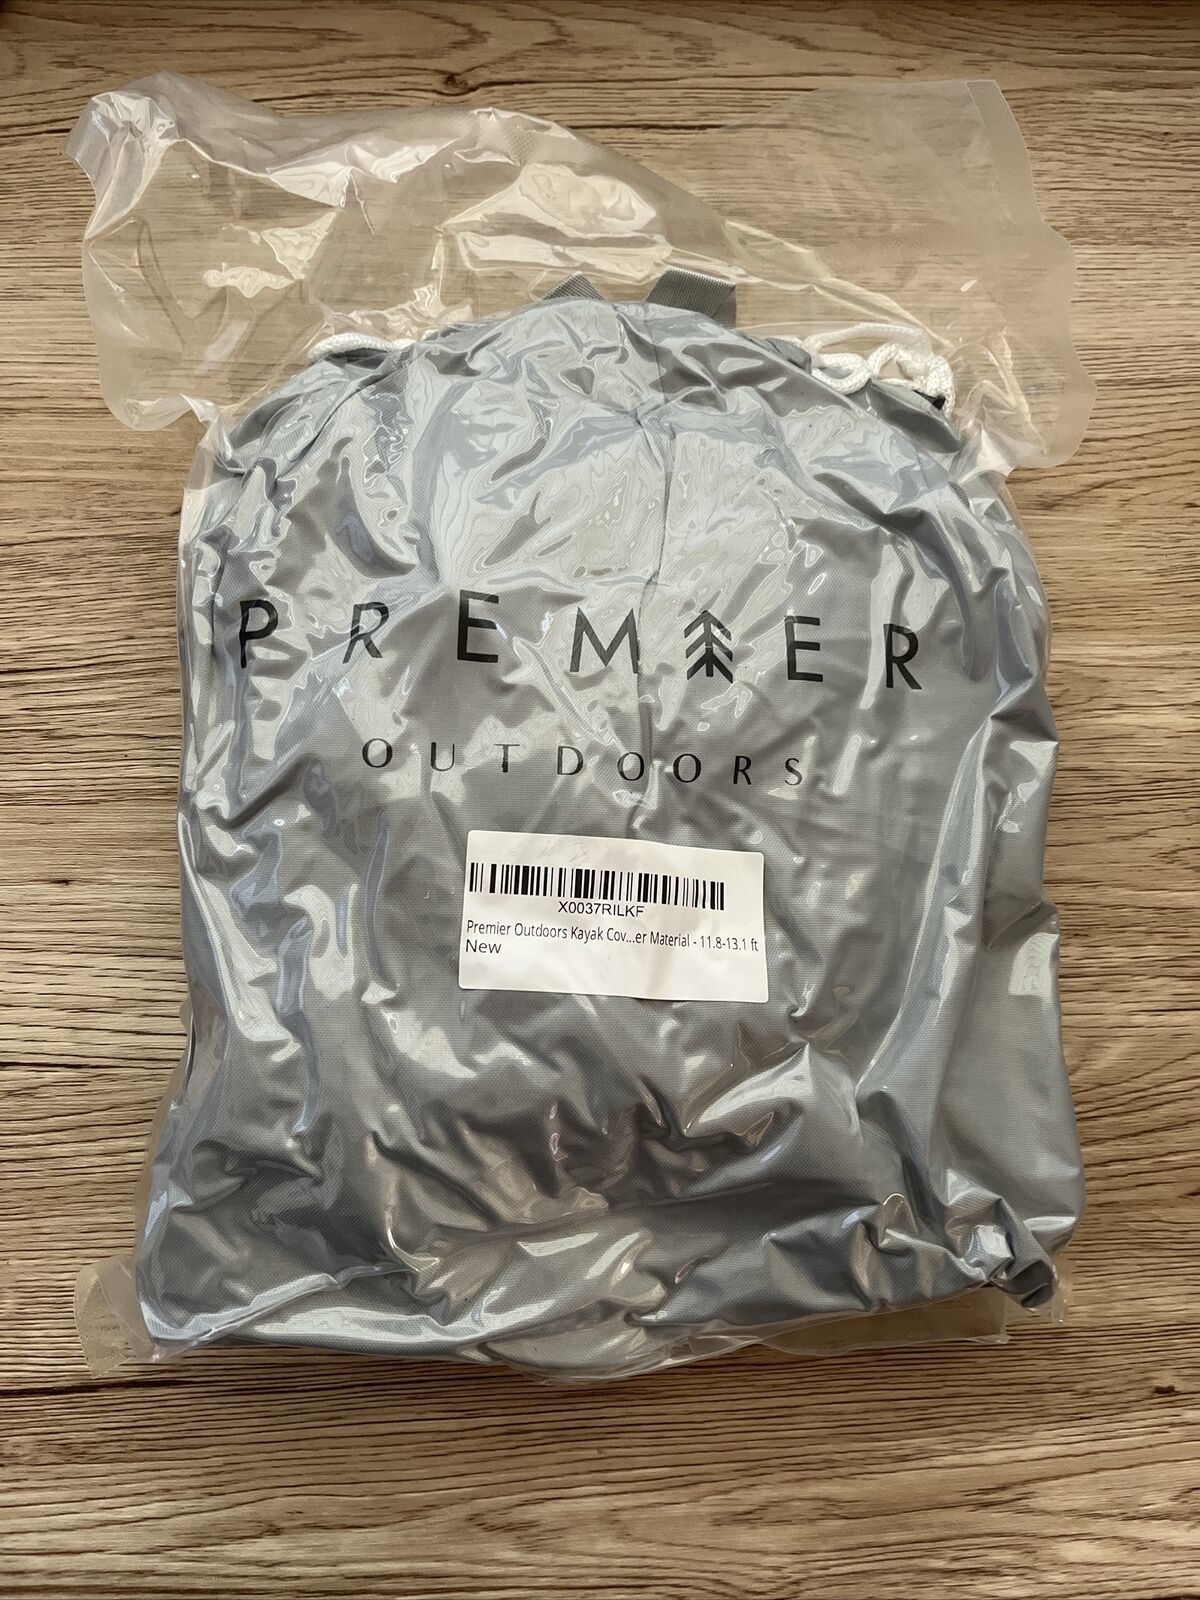 PREMIER
OUTDOORS
X0037RILKF
Premier Outdoors Kayak Cov...er Material - 11.8-13.1 ft
New